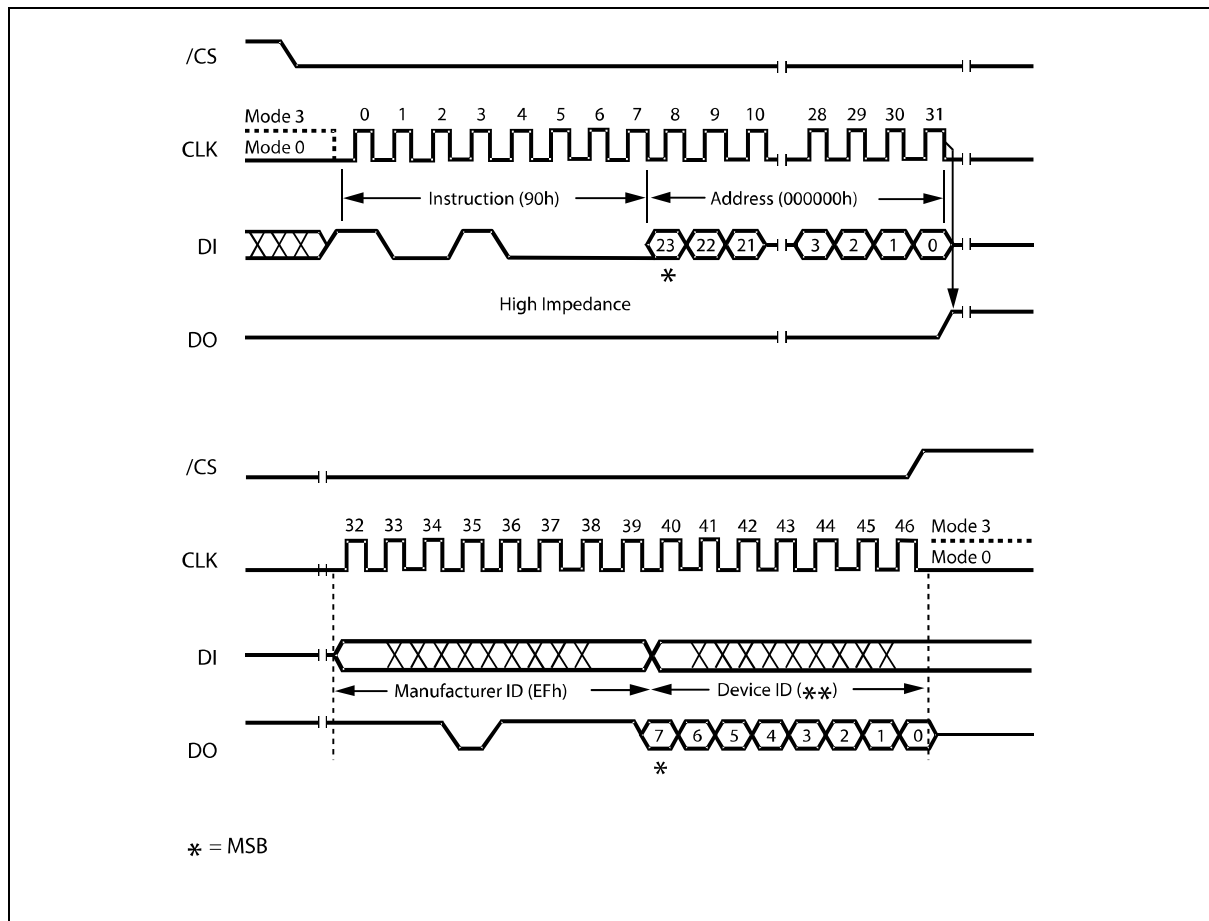 /CS
Mode 3
0 1 2 3 4 5 6 7 8 9 10 28 29 30 31
CLK
Mode 0
Instruction (90h)
Address (000000h)
DI
23 22 21 3 2 1 0
*
High Impedance
DO
/CS
32 33 34 35 36 37 38 39 40 41 42 43 44 45 46
Mode 3
CLK
Mode 0
DI
Manufacturer ID (EFh)
Device ID (**)
DO
7 6 5 4 3 2 1 0
*
* = MSB